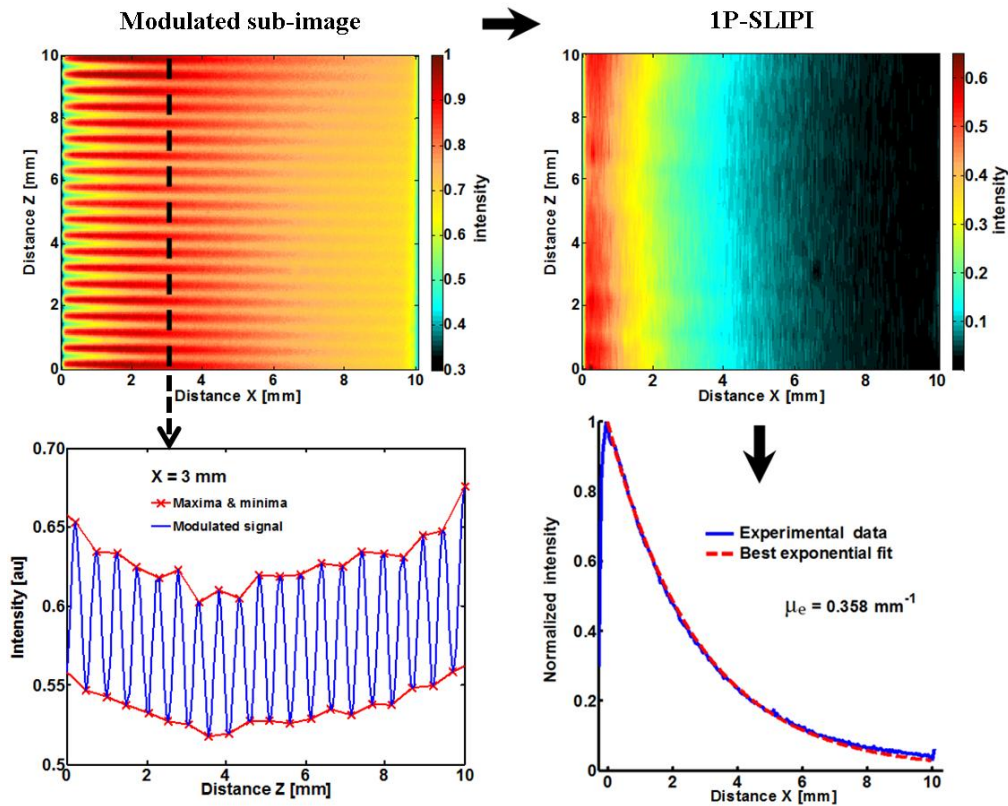 Modulated sub-image
1P-SLIPI
10
8
6
4
2
0
Distance Z [mm]
0 2 4 6 8 10
Distance X [mm]
1
0.9
0.8
0.7
0.6
0.5
0.4
0.3
intensity
10
8
6
4
2
0
Distance Z [mm]
0 2 4 6 8 10
Distance X [mm]
0.6
0.5
0.4
0.3
0.2
0.1
intensity
0.70
0.65
0.6
0.55
0.5
Intensity [au]
X = 3 mm
Maxima & minima
Modulated signal
0 2 4 6 8 10
Distance Z [mm]
1
0.8
0.6
0.4
0.2
0
Normalized intensity
Experimental data
Best exponential fit
μe = 0.358 mm-1
0 2 4 6 8 10
Distance X [mm]